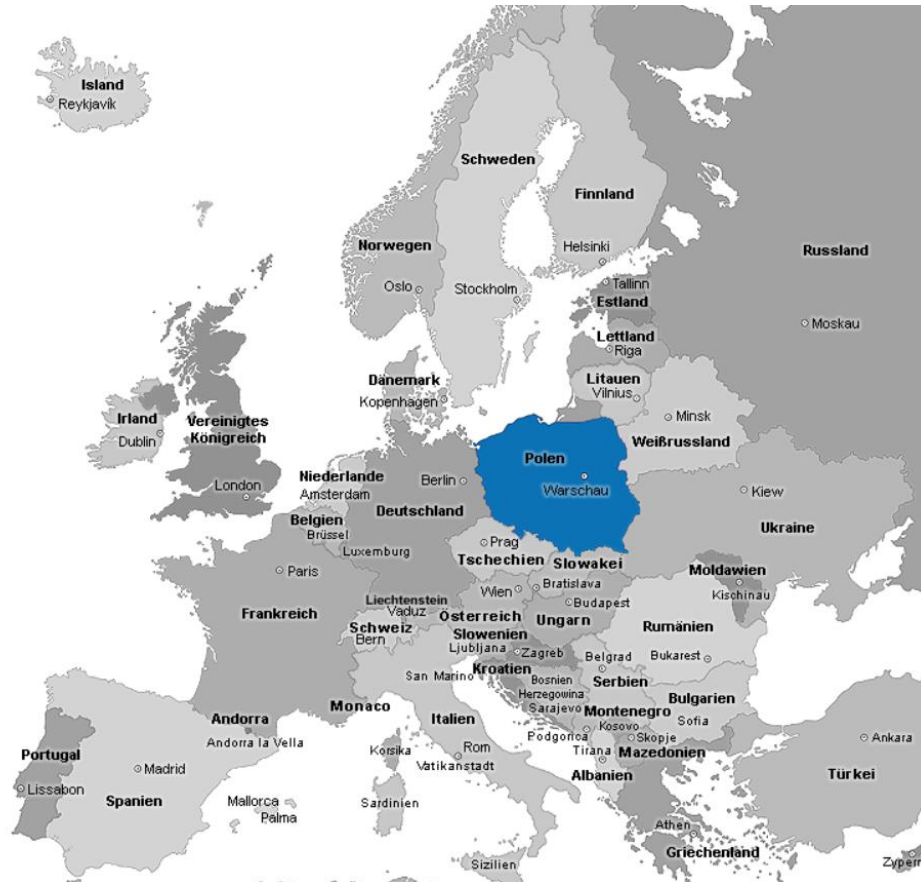 Island
Reykjavík
Schweden
Finnland
Norwegen
Helsinki
Russland
Oslo
Stockholm
Tallinn
Estland
Moskau
Lettland
Riga
Dänemark
Litauen
Kopenhagen
Vilnius
Minsk
Irland
Vereinigtes
Königreich
Dublin
Weißrussland
Polen
Niederlande
Berlin
Warschau
London
Amsterdam
Kiew
Deutschland
Belgien
Ukraine
Brüssel
Prag
Luxemburg
Tschechien
Slowakei
Paris
Moldawien
Bratislava
Wien
Kischinau
Liechtenstein
Vaduz
Budapest
Frankreich
Österreich
Ungarn
Schweiz
Rumänien
Bern
Slowenien
Ljubljana
Zagreb
Belgrad
Bukarest
Kroatien
San Marino
Bosnien
Herzegowina
Serbien
Bulgarien
Monaco
Sarajevo
Montenegro
Andorra
Italien
Kosovo
Sofia
Andorra la Vella
Podgorica
Skopje
Ankara
Portugal
Korsika
Rom
Tirana
Mazedonien
Vatikanstadt
Madrid
Albanien
Türkei
Lissabon
Spanien
Mallorca
Palma
Sardinien
Athen
Griechenland
Sizilien
Zypern